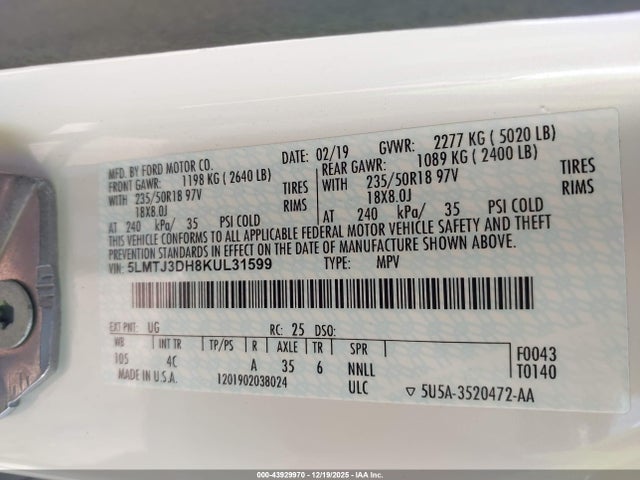 MFD. BY FORD MOTOR CO.
DATE: 02/19 GVWR: 2277 KG ( 5020 LB)
FRONT GAWR: 1198 KG ( 2640 LB) REAR GAWR: 1089 KG ( 2400 LB)
WITH 235/50R18 97V TIRES WITH 235/50R18 97V TIRES
18X8.0J RIMS 18X8.0J RIMS
AT 240 kPa/ 35 PSI COLD AT 240 kPa/ 35 PSI COLD
THIS VEHICLE CONFORMS TO ALL APPLICABLE FEDERAL MOTOR VEHICLE SAFETY AND THEFT
PREVENTION STANDARDS IN EFFECT ON THE DATE OF MANUFACTURE SHOWN ABOVE.
VIN: 5LMTJ3DH8KUL31599 TYPE: MPV
EXT PNT: UG RC: 25 DSO:
WB INT TR TP/PS R AXLE TR SPR F0043
105 4C A 35 6 NNLL T0140
MADE IN U.S.A. 1201902038024 ULC ▽ 5U5A-3520472-AA
000-43929970 - 12/19/2025 - IAA Inc.